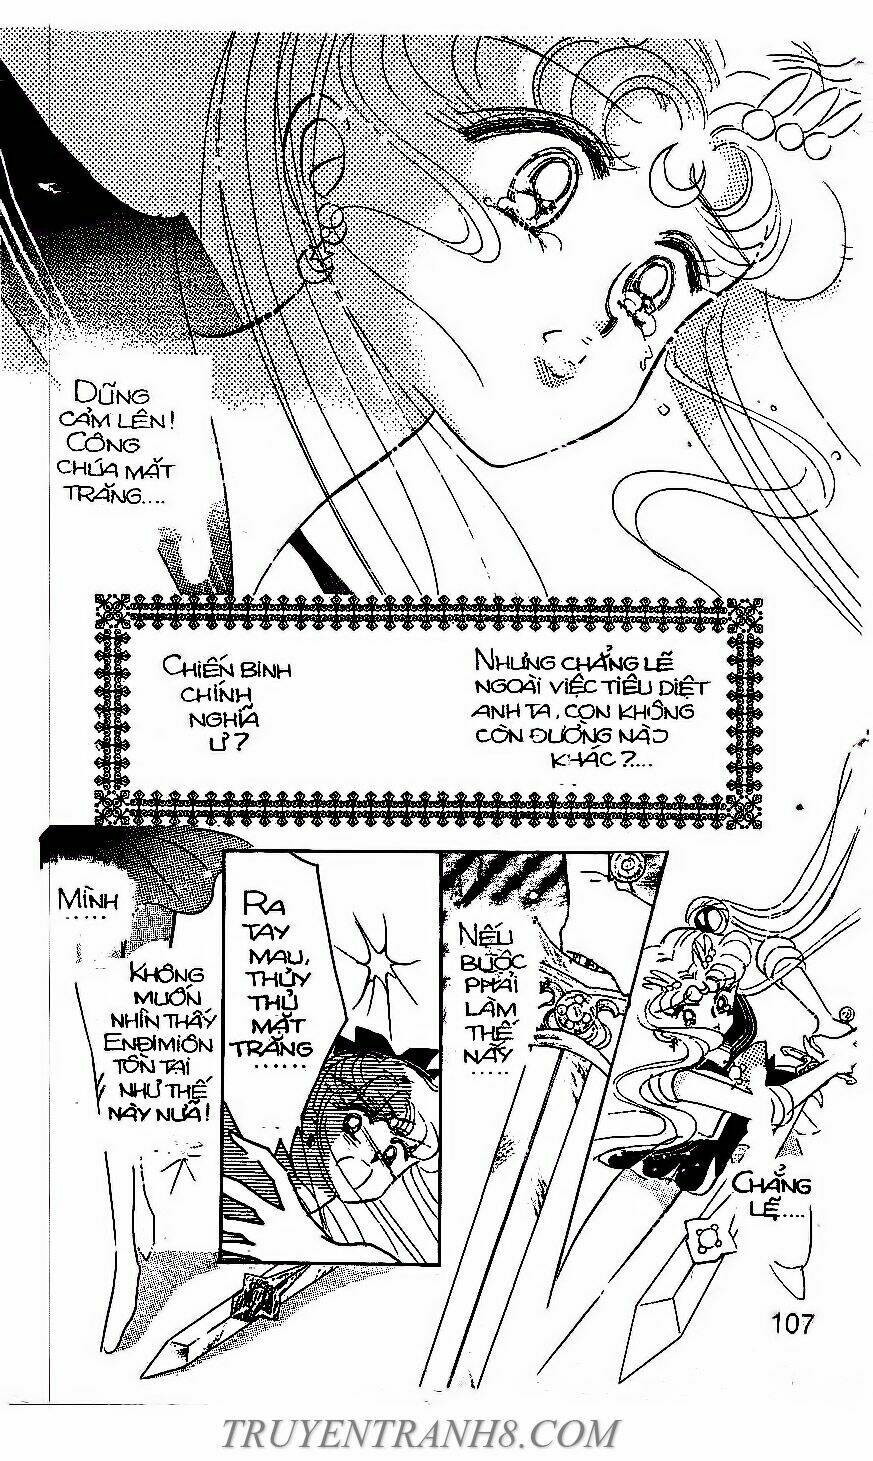 DŨNG
CẢM LÊN!
CÔNG
CHÚA MẶT
TRĂNG....
NHƯNG CHẲNG LẼ
NGOÀI VIỆC TIÊU DIỆT
ANH TA, CON KHÔNG
CÒN ĐƯỜNG NÀO
KHÁC?....
CHIẾN BINH
CHÍNH
NGHĨA
Ư?
CHẲNG
LẼ....
NẾU
BUỘC
PHẢI
LÀM
THẾ
NÀY
......
RA
TAY
MAU,
THỦY
THỦ
MẶT
TRĂNG
......
MÌNH
.....
KHÔNG
MUỐN
NHÌN THẤY
ENĐIMIÔN
TỒN TẠI
NHƯ THẾ
NÀY NỮA!
107
TRUYENTRANH8.COM